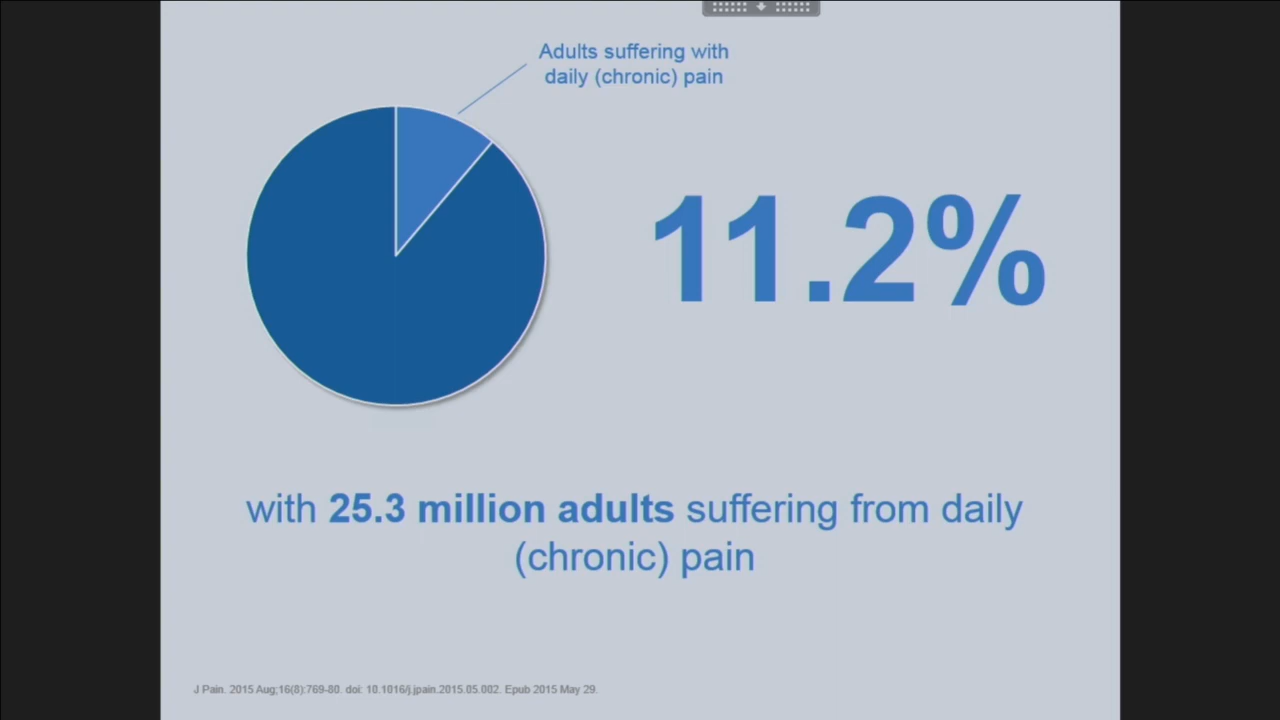 Adults suffering with
daily (chronic) pain
11.2%
with 25.3 million adults suffering from daily
(chronic) pain
J Pain. 2015 Aug;16(8):769-80. doi: 10.1016/j.jpain.2015.05.002. Epub 2015 May 29.